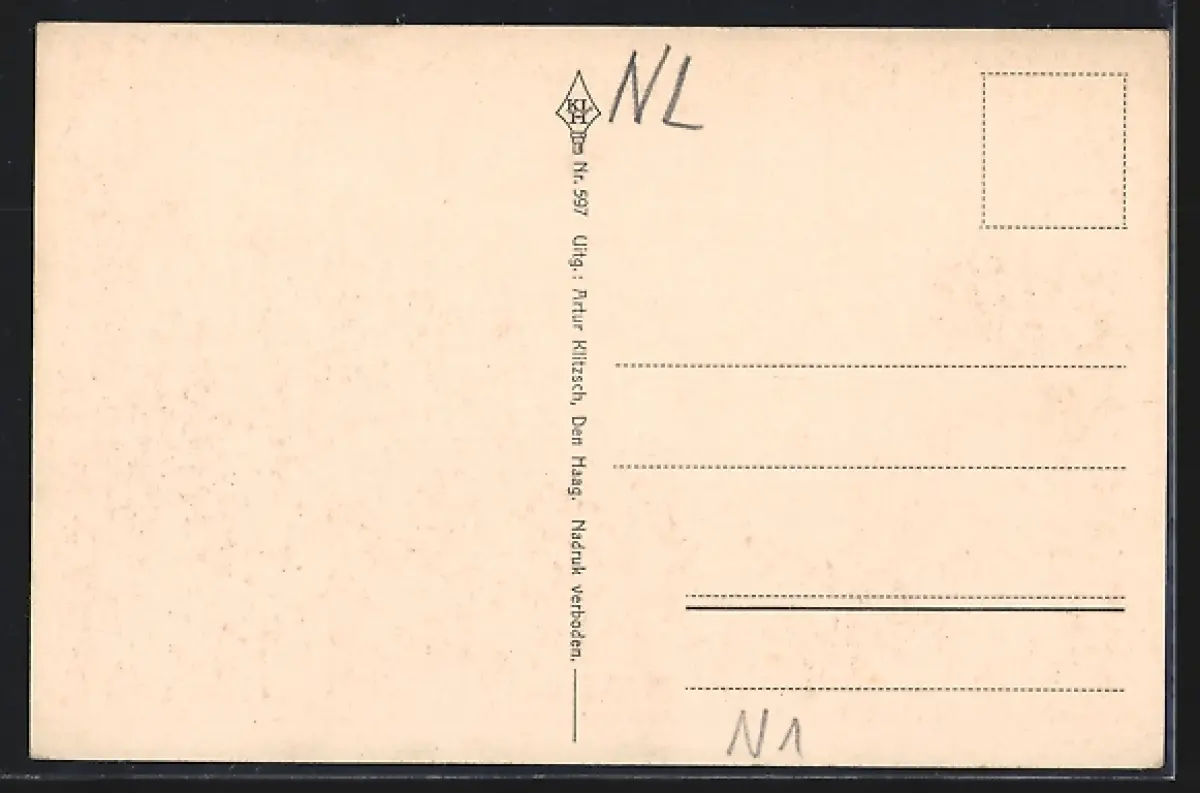 NL
KLH
Nr. 597 Uitg.: Artur Klitzsch, Den Haag. Nadruk verboden.
N1